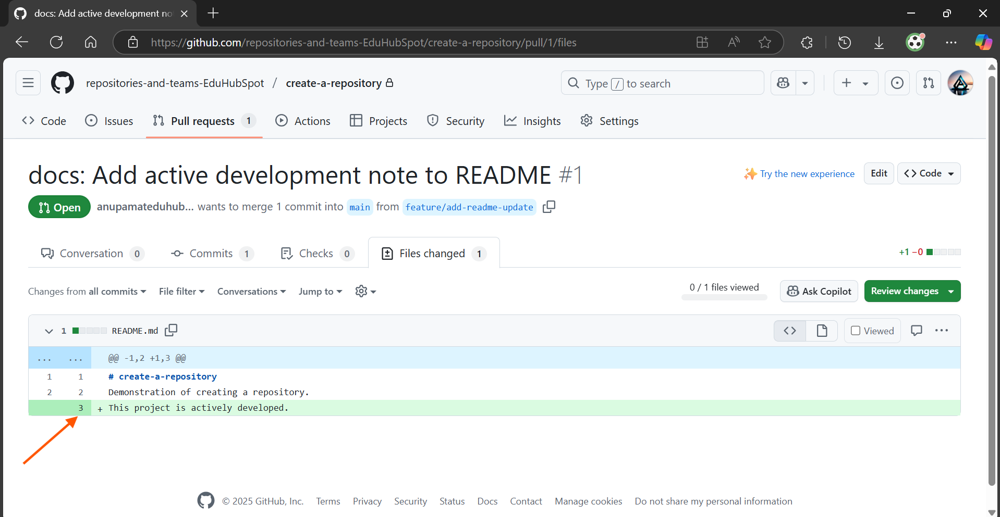 docs: Add active development no
https://github.com/repositories-and-teams-EduHubSpot/create-a-repository/pull/1/files
repositories-and-teams-EduHubSpot / create-a-repository
Type / to search
Code Issues Pull requests 1 Actions Projects Security Insights Settings
docs: Add active development note to README #1
Try the new experience Edit Code
Open anupamateduhub... wants to merge 1 commit into main from feature/add-readme-update
Conversation 0 Commits 1 Checks 0 Files changed 1 +1 −0
Changes from all commits File filter Conversations Jump to
0 / 1 files viewed Ask Copilot Review changes
1 README.md Viewed
... ... @@ -1,2 +1,3 @@
1 1 # create-a-repository
2 2 Demonstration of creating a repository.
3 + This project is actively developed.
© 2025 GitHub, Inc. Terms Privacy Security Status Docs Contact Manage cookies Do not share my personal information